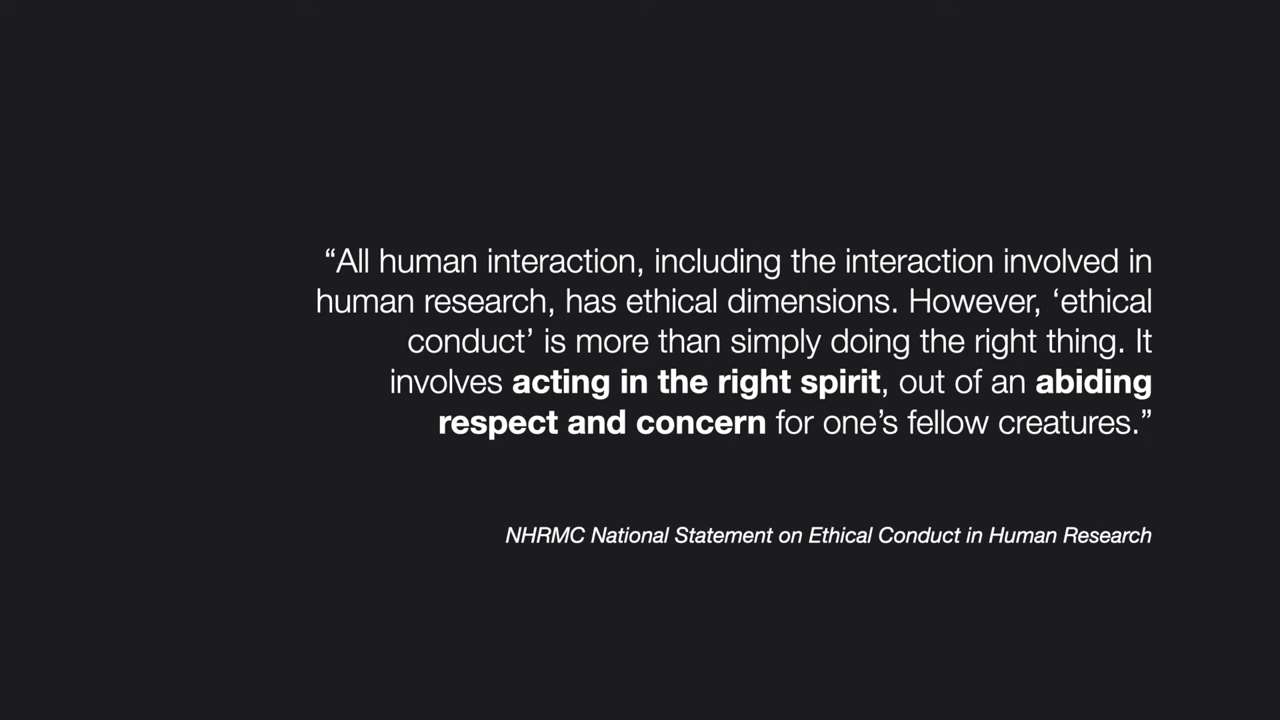 “All human interaction, including the interaction involved in
human research, has ethical dimensions. However, ‘ethical
conduct’ is more than simply doing the right thing. It
involves acting in the right spirit, out of an abiding
respect and concern for one’s fellow creatures.”
NHRMC National Statement on Ethical Conduct in Human Research